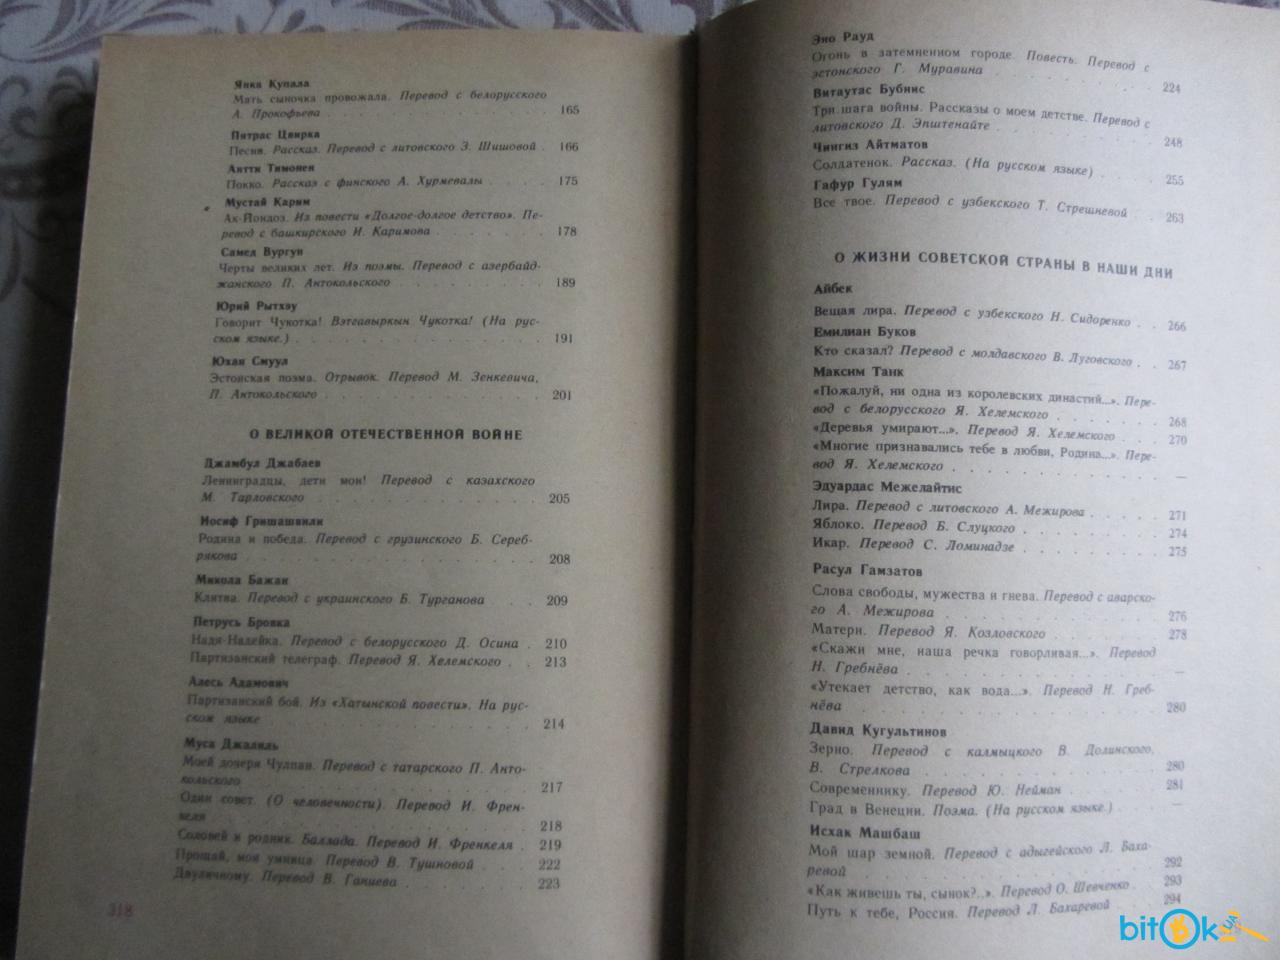 Янка Купала
Мать сыночка провожала. Перевод с белорусского
А. Прокофьева . . . 165
Пятрас Цвирка
Песня. Рассказ. Перевод с литовского З. Шишовой . 166
Антти Тимонен
Покко. Рассказ с финского А. Хурмевалы . . . . 175
Мустай Карим
Ак-Йондоз. Из повести «Долгое-долгое детство». Пе-
ревод с башкирского И. Каримова . . . 178
Самед Вургун
Черты великих лет. Из поэмы. Перевод с азербайд-
жанского П. Антокольского . . . 189
Юрий Рытхэу
Говорит Чукотка! Вэтгавыркын Чукотка! (На рус-
ском языке.) . . . 191
Юхан Смуул
Эстонская поэма. Отрывок. Перевод М. Зенкевича,
П. Антокольского . . . 201
О ВЕЛИКОЙ ОТЕЧЕСТВЕННОЙ ВОЙНЕ
Джамбул Джабаев
Ленинградцы, дети мои! Перевод с казахского
М. Тарловского . . . 205
Иосиф Гришашвили
Родина и победа. Перевод с грузинского Б. Сереб-
рякова . . . 208
Микола Бажан
Клятва. Перевод с украинского Б. Турганова . . 209
Петрусь Бровка
Надя-Надейка. Перевод с белорусского Д. Осина . 210
Партизанский телеграф. Перевод Я. Хелемского . . 213
Алесь Адамович
Партизанский бой. Из «Хатынской повести». На рус-
ском языке . . . 214
Муса Джалиль
Моей дочери Чулпан. Перевод с татарского П. Анто-
кольского . . . 217
Один совет. (О человечности). Перевод И. Френ-
келя . . . 218
Соловей и родник. Баллада. Перевод И. Френкеля . 219
Прощай, моя умница. Перевод В. Тушновой . . . 222
Двуличному. Перевод В. Ганиева . . . 223
318
Эно Рауд
Огонь в затемненном городе. Повесть. Перевод с
эстонского Г. Муравина . . . 224
Витаутас Бубнис
Три шага войны. Рассказы о моем детстве. Перевод с
литовского Д. Эпштенайте . . . 248
Чингиз Айтматов
Солдатенок. Рассказ. (На русском языке) . . . 255
Гафур Гулям
Все твое. Перевод с узбекского Т. Стрешневой . . 263
О ЖИЗНИ СОВЕТСКОЙ СТРАНЫ В НАШИ ДНИ
Айбек
Вещая лира. Перевод с узбекского Н. Сидоренко . . 266
Емилиан Буков
Кто сказал? Перевод с молдавского В. Луговского . . 267
Максим Танк
«Пожалуй, ни одна из королевских династий...». Пере-
вод с белорусского Я. Хелемского . . . 268
«Деревья умирают...». Перевод Я. Хелемского . . . 270
«Многие признавались тебе в любви, Родина...». Пере-
вод Я. Хелемского . . . —
Эдуардас Межелайтис
Лира. Перевод с литовского А. Межирова . . . 271
Яблоко. Перевод Б. Слуцкого . . . 274
Икар. Перевод С. Ломинадзе . . . 275
Расул Гамзатов
Слова свободы, мужества и гнева. Перевод с аварско-
го А. Межирова . . . 276
Матери. Перевод Я. Козловского . . . 278
«Скажи мне, наша речка говорливая...». Перевод
Н. Гребнёва . . . —
«Утекает детство, как вода...». Перевод Н. Греб-
нёва . . . 280
Давид Кугультинов
Зерно. Перевод с калмыцкого В. Долинского,
В. Стрелкова . . . 280
Современнику. Перевод Ю. Нейман . . . 281
Град в Венеции. Поэма. (На русском языке.) . . . —
Исхак Машбаш
Мой шар земной. Перевод с адыгейского Л. Баха-
ревой . . . 292
«Как живешь ты, сынок?..». Перевод О. Шевченко . . 293
Путь к тебе, Россия. Перевод Л. Бахаревой . . . 294
bitok.ua